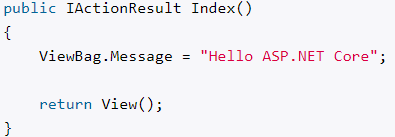 public IActionResult Index()
{
    ViewBag.Message = "Hello ASP.NET Core";

    return View();
}